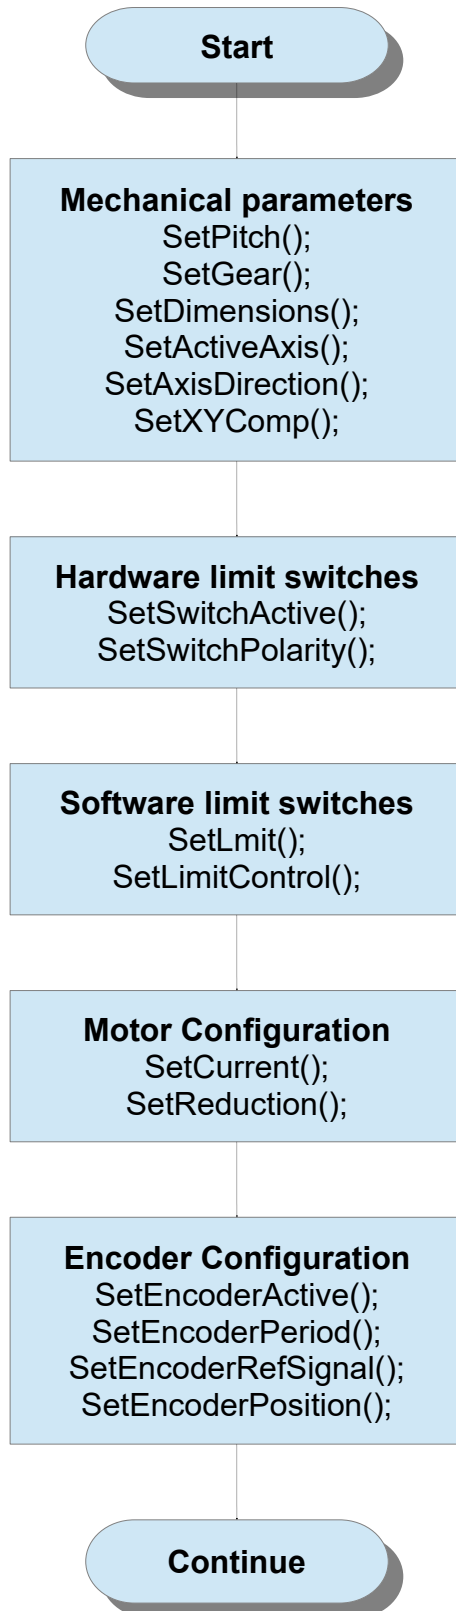 Start
Mechanical parameters
SetPitch();
SetGear();
SetDimensions();
SetActiveAxis();
SetAxisDirection();
SetXYComp();
Hardware limit switches
SetSwitchActive();
SetSwitchPolarity();
Software limit switches
SetLmit();
SetLimitControl();
Motor Configuration
SetCurrent();
SetReduction();
Encoder Configuration
SetEncoderActive();
SetEncoderPeriod();
SetEncoderRefSignal();
SetEncoderPosition();
Continue